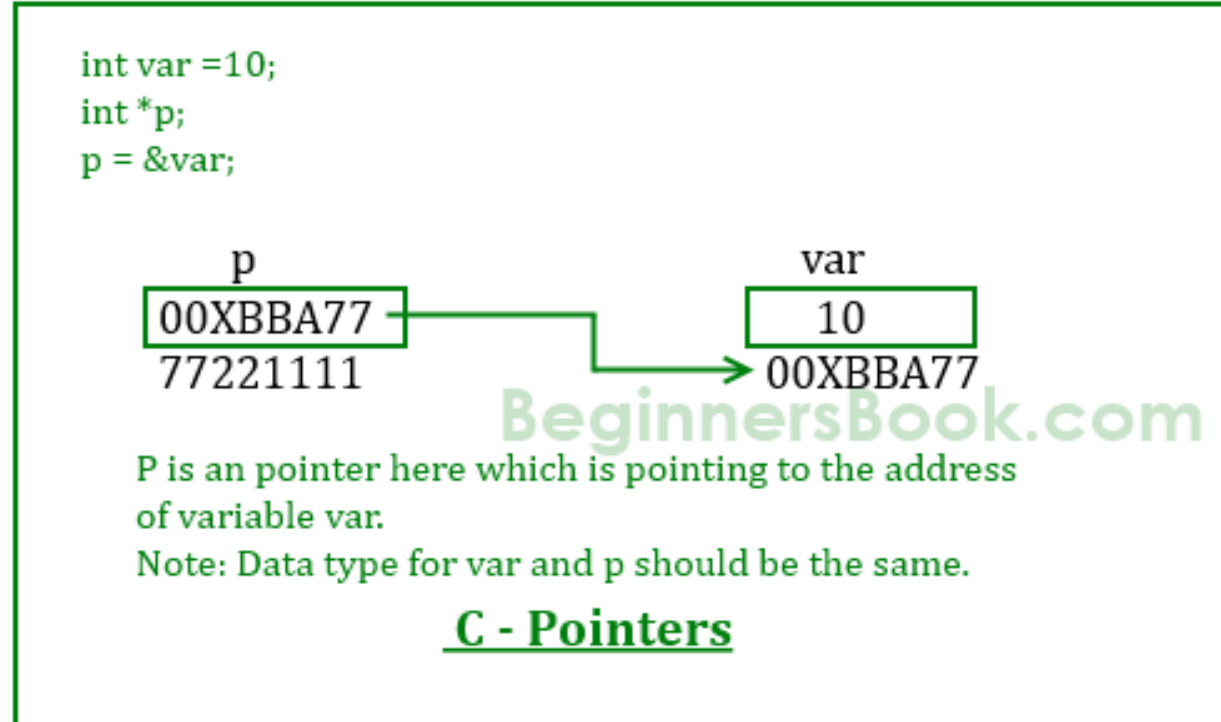 int var =10;
int *p;
p = &var;
p var
00XBBA77 10
77221111 00XBBA77
BeginnersBook.com
P is an pointer here which is pointing to the address
of variable var.
Note: Data type for var and p should be the same.
C - Pointers